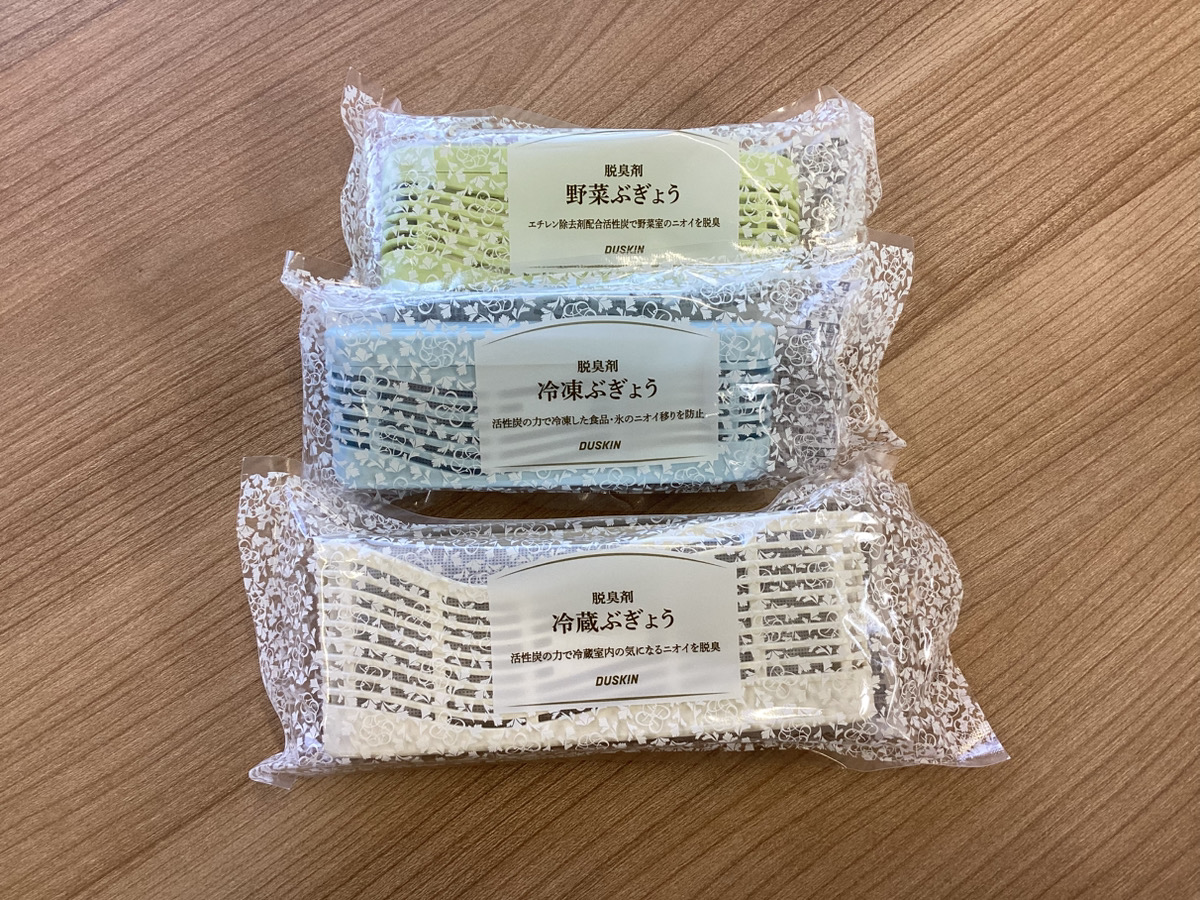 脱臭剤
野菜ぶぎょう
エチレン除去剤配合活性炭で野菜室のニオイを脱臭
DUSKIN
脱臭剤
冷凍ぶぎょう
活性炭の力で冷凍した食品・氷のニオイ移りを防止
DUSKIN
脱臭剤
冷蔵ぶぎょう
活性炭の力で冷蔵室内の気になるニオイを脱臭
DUSKIN